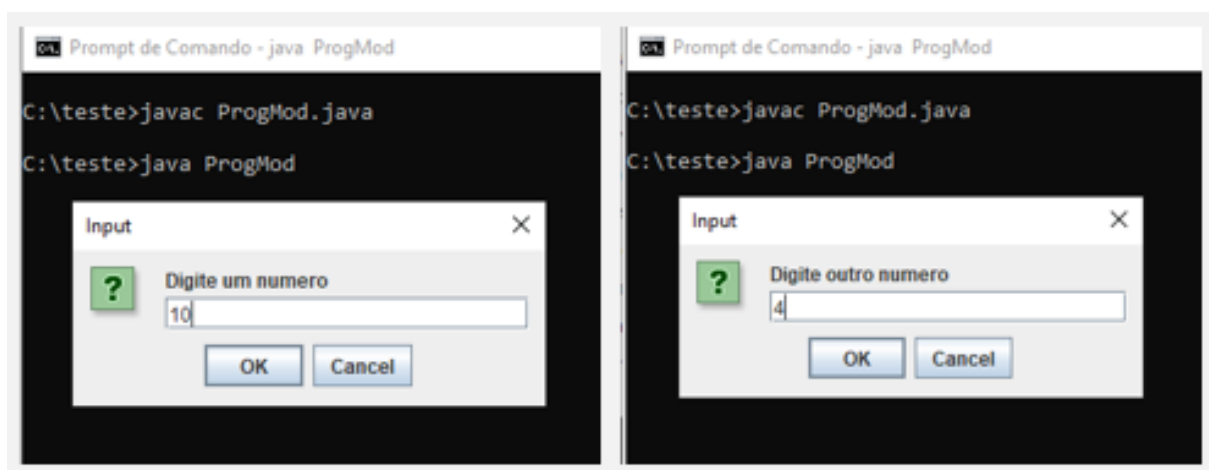 Prompt de Comando - java ProgMod
C:\teste>javac ProgMod.java
C:\teste>java ProgMod
Input
Digite um numero
10
OK Cancel
Prompt de Comando - java ProgMod
C:\teste>javac ProgMod.java
C:\teste>java ProgMod
Input
Digite outro numero
4
OK Cancel